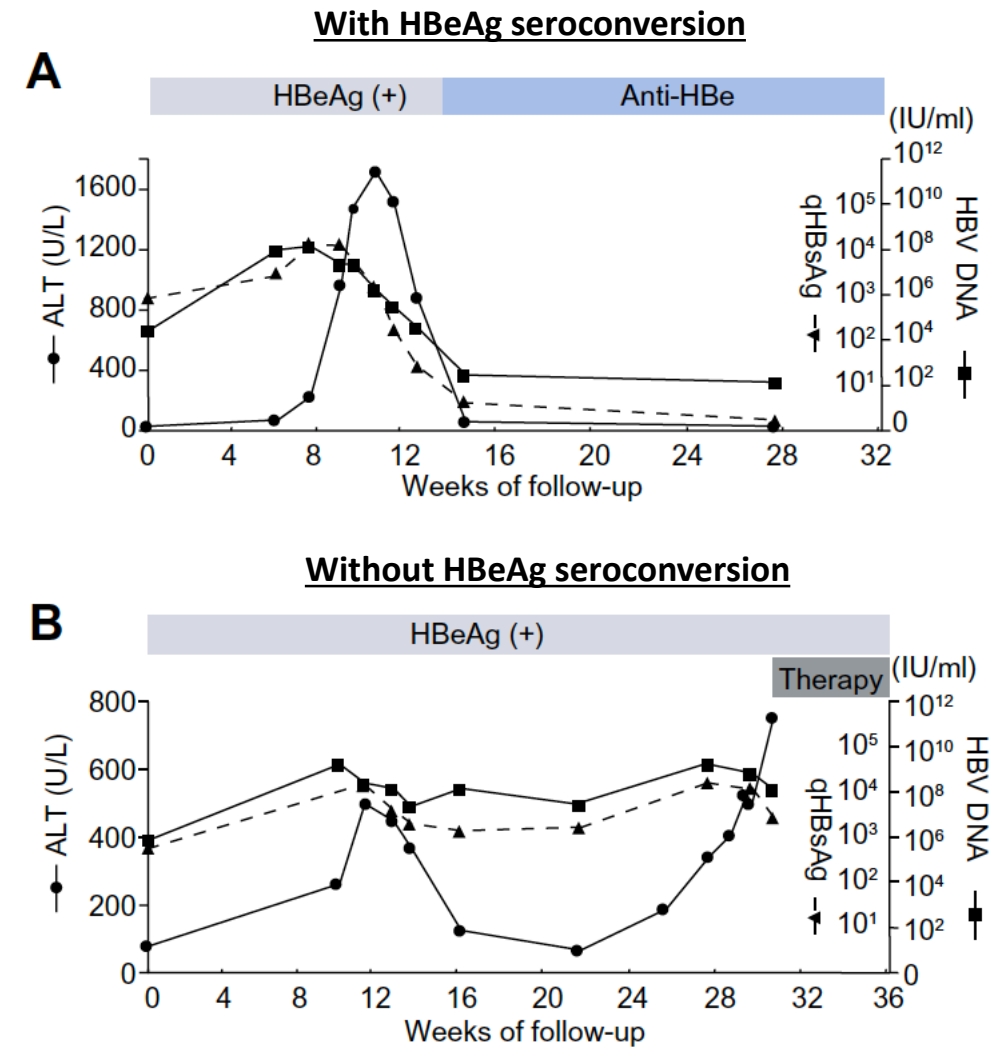 With HBeAg seroconversion
A
HBeAg (+)
Anti-HBe
(IU/ml)
ALT (U/L)
1600
1200
800
400
0
qHBsAg
10⁵
10⁴
10³
10²
10¹
10¹²
10¹⁰
10⁸
10⁶
10⁴
10²
0
HBV DNA
0 4 8 12 16 20 24 28 32
Weeks of follow-up
Without HBeAg seroconversion
B
HBeAg (+)
Therapy
(IU/ml)
ALT (U/L)
800
600
400
200
0
qHBsAg
10⁵
10⁴
10³
10²
10¹
10¹²
10¹⁰
10⁸
10⁶
10⁴
10²
0
HBV DNA
0 4 8 12 16 20 24 28 32 36
Weeks of follow-up